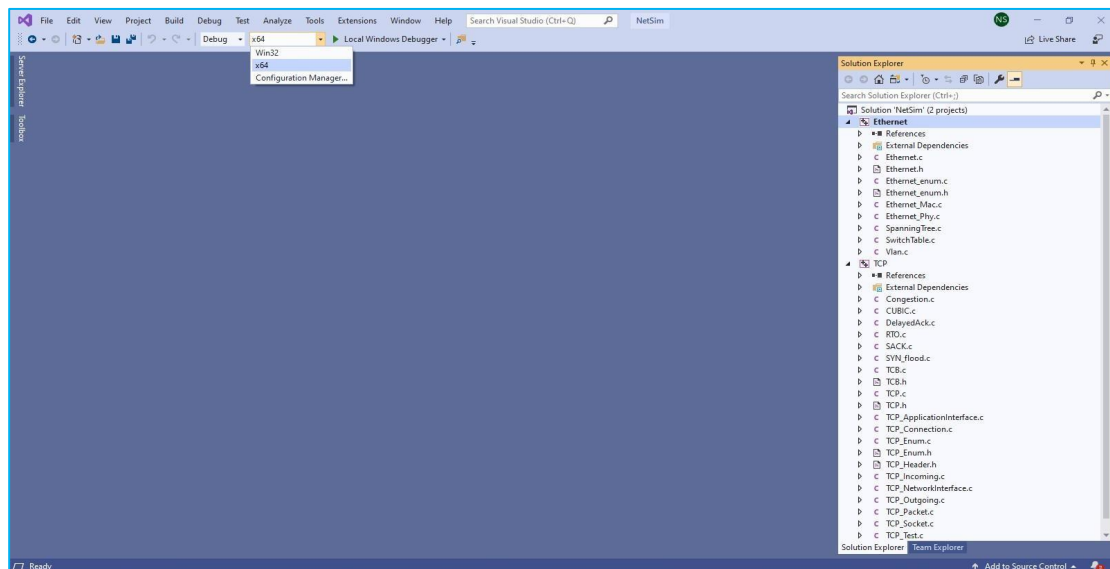 File Edit View Project Build Debug Test Analyze Tools Extensions Window Help Search Visual Studio (Ctrl+Q) NetSim NS
Debug x64 Local Windows Debugger Live Share
Win32
x64
Configuration Manager...
Server Explorer
Toolbox
Solution Explorer
Search Solution Explorer (Ctrl+;)
Solution 'NetSim' (2 projects)
Ethernet
References
External Dependencies
Ethernet.c
Ethernet.h
Ethernet_enum.c
Ethernet_enum.h
Ethernet_Mac.c
Ethernet_Phy.c
SpanningTree.c
SwitchTable.c
Vlan.c
TCP
References
External Dependencies
Congestion.c
CUBIC.c
DelayedAck.c
RTO.c
SACK.c
SYN_flood.c
TCB.c
TCB.h
TCP.c
TCP.h
TCP_ApplicationInterface.c
TCP_Connection.c
TCP_Enum.c
TCP_Enum.h
TCP_Header.h
TCP_Incoming.c
TCP_NetworkInterface.c
TCP_Outgoing.c
TCP_Packet.c
TCP_Socket.c
TCP_Test.c
Solution Explorer Team Explorer
Ready Add to Source Control